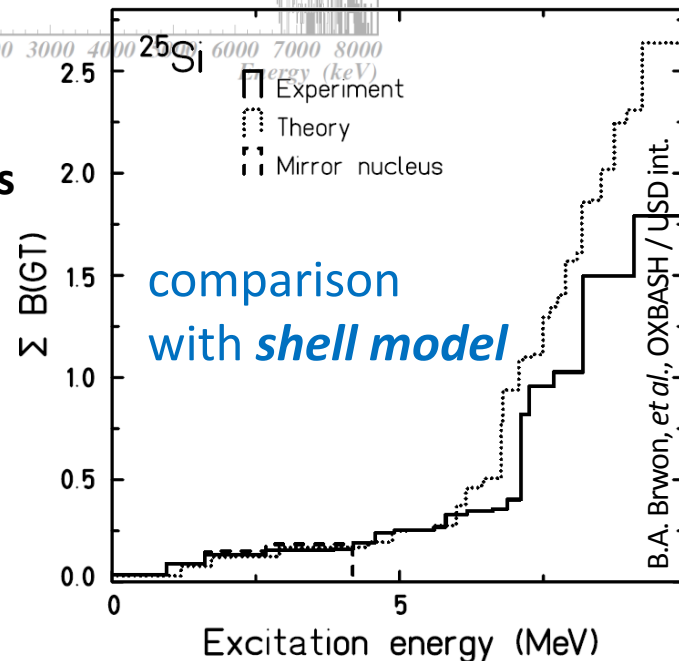 0 3000 4000 5000 6000 7000 8000
Energy (keV)
25Si
Experiment
Theory
Mirror nucleus
s
comparison
with shell model
Σ B(GT)
2.5
2.0
1.5
1.0
0.5
0.0
0 5
Excitation energy (MeV)
B.A. Brwon, et al., OXBASH / USD int.